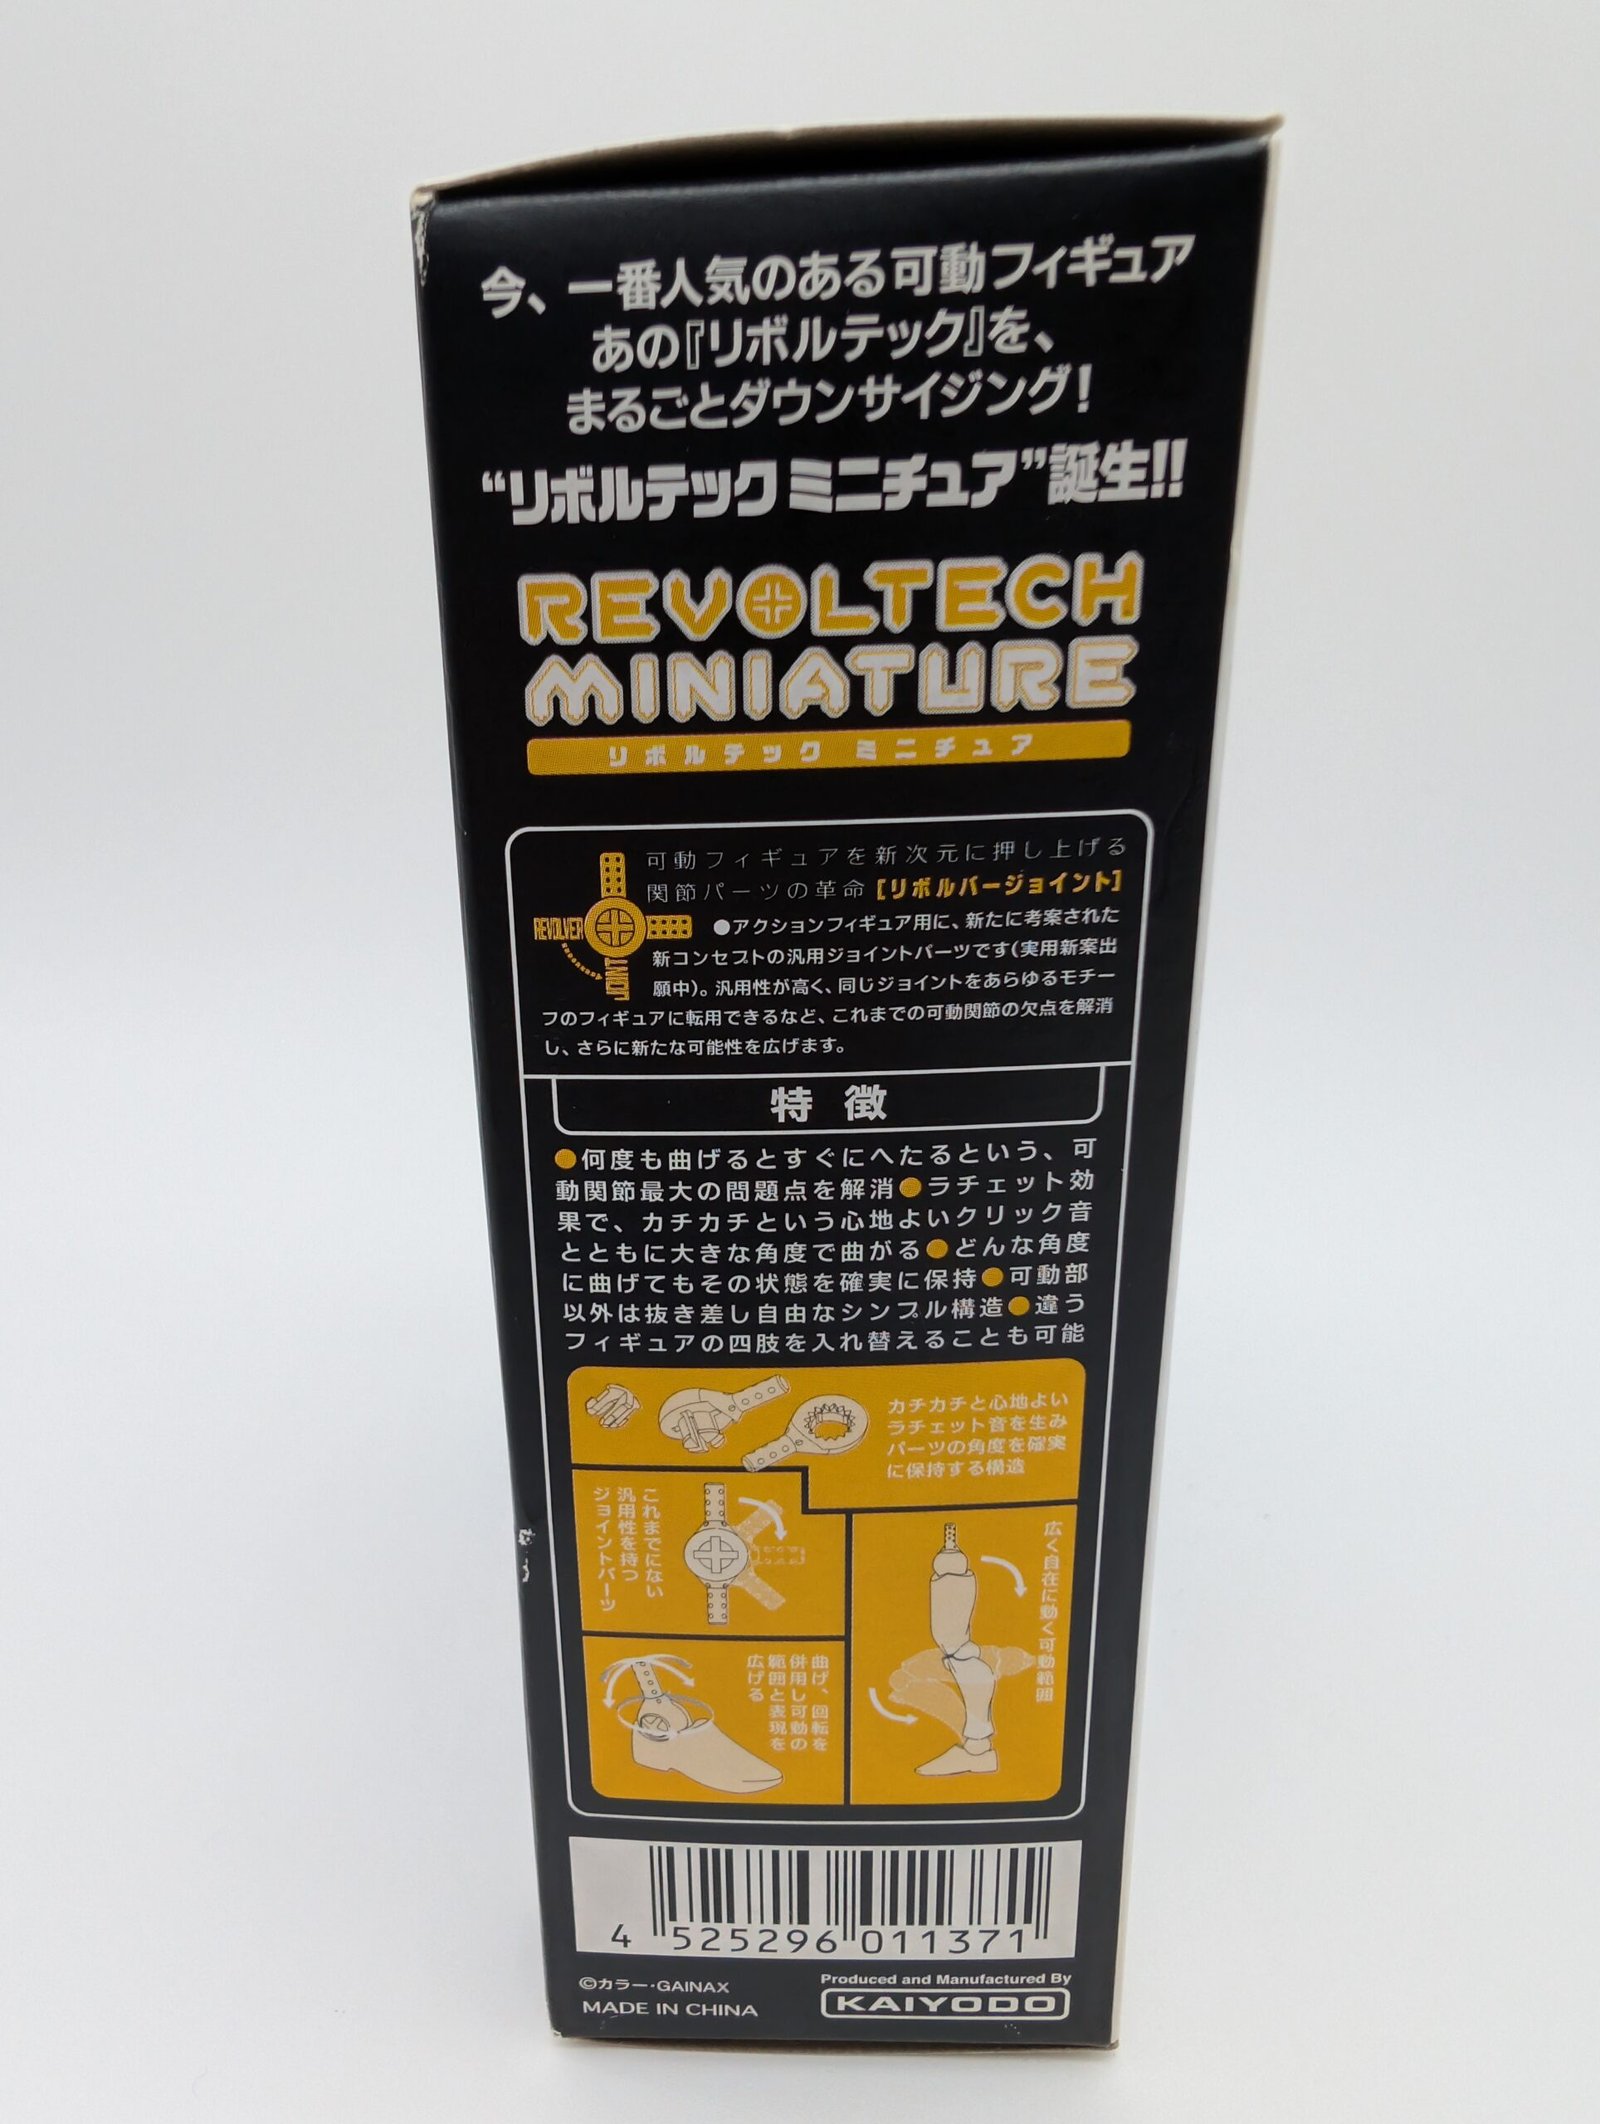 今、一番人気のある可動フィギュア
あの『リボルテック』を、
まるごとダウンサイジング!
“リボルテック ミニチュア”誕生!!
REVOLTECH
MINIATURE
リボルテック ミニチュア
可動フィギュアを新次元に押し上げる
関節パーツの革命[リボルバージョイント]
REVOLVER
JOINT
●アクションフィギュア用に、新たに考案された
新コンセプトの汎用ジョイントパーツです(実用新案出
願中)。汎用性が高く、同じジョイントをあらゆるモチー
フのフィギュアに転用できるなど、これまでの可動関節の欠点を解消
し、さらに新たな可能性を広げます。
特徴
●何度も曲げるとすぐにへたるという、可
動関節最大の問題点を解消●ラチェット効
果で、カチカチという心地よいクリック音
とともに大きな角度で曲がる●どんな角度
に曲げてもその状態を確実に保持●可動部
以外は抜き差し自由なシンプル構造●違う
フィギュアの四肢を入れ替えることも可能
カチカチと心地よい
ラチェット音を生み
パーツの角度を確実
に保持する構造
これまでにない
汎用性を持つ
ジョイントパーツ
広く自在に動く可動範囲
曲げ、回転を
併用し可動の
範囲と表現を
広げる
4 525296 011371
©カラー・GAINAX
MADE IN CHINA
Produced and Manufactured By
KAIYODO